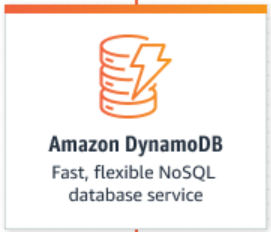 Amazon DynamoDB
Fast, flexible NoSQL
database service